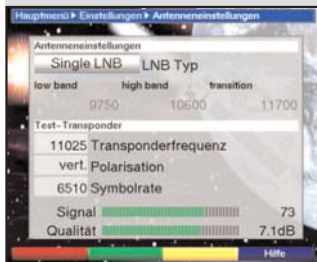 Hauptmenü ▶ Einstellungen ▶ Antenneneinstellungen
Antenneneinstellungen
Single LNB LNB Typ
low band high band transition
9750 10600 11700
Test-Transponder
11025 Transponderfrequenz
vert. Polarisation
6510 Symbolrate
Signal 73
Qualität 7.1dB
Hilfe